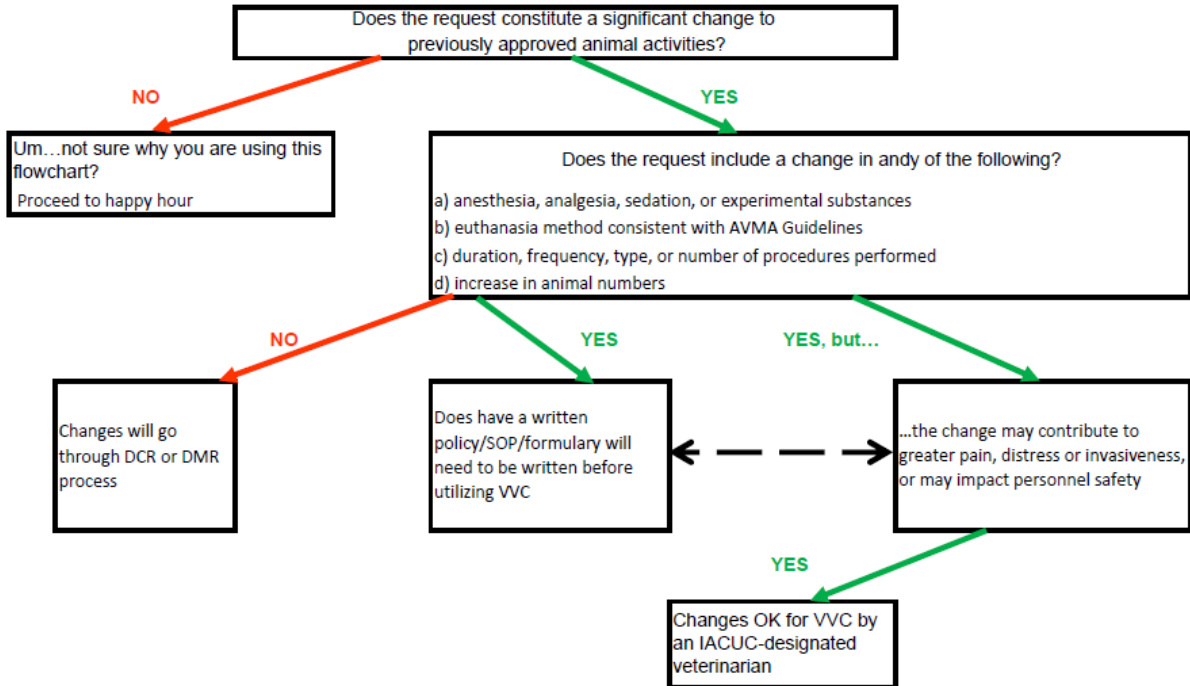 Does the request constitute a significant change to
previously approved animal activities?
NO
YES
Um...not sure why you are using this
flowchart?
Proceed to happy hour
Does the request include a change in andy of the following?
a) anesthesia, analgesia, sedation, or experimental substances
b) euthanasia method consistent with AVMA Guidelines
c) duration, frequency, type, or number of procedures performed
d) increase in animal numbers
NO
YES
YES, but...
Changes will go
through DCR or DMR
process
Does have a written
policy/SOP/formulary will
need to be written before
utilizing VVC
...the change may contribute to
greater pain, distress or invasiveness,
or may impact personnel safety
YES
Changes OK for VVC by
an IACUC-designated
veterinarian